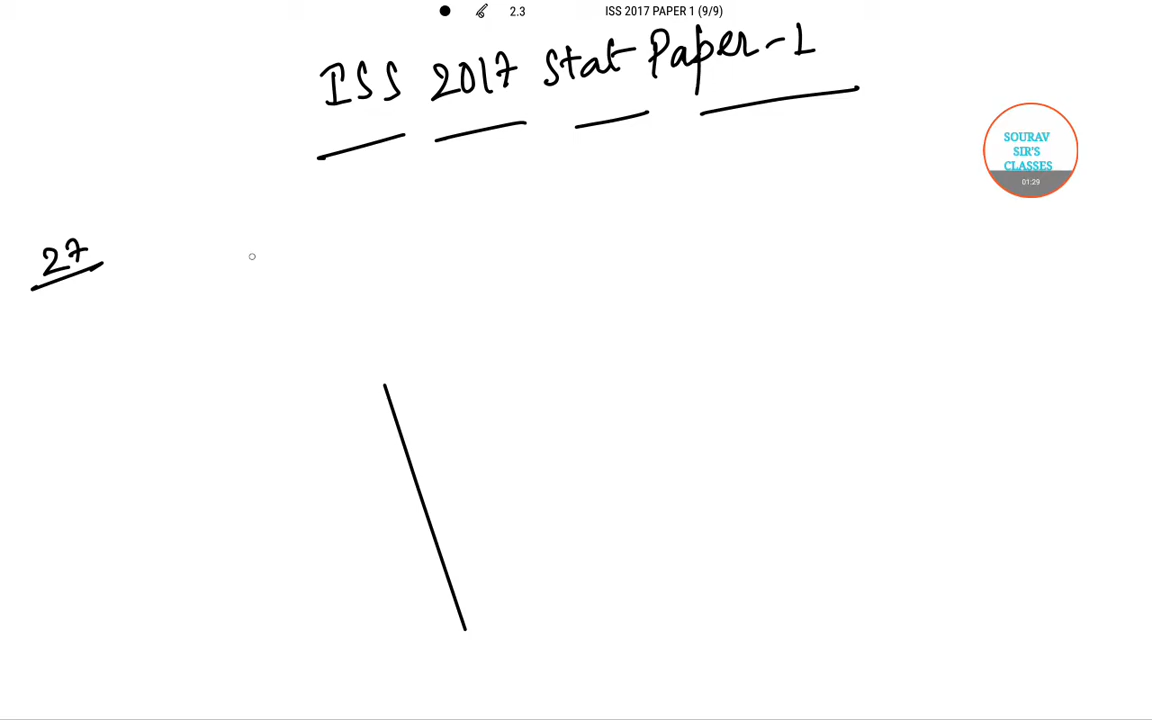 2.3 ISS 2017 PAPER 1 (9/9)
ISS 2017 Stat Paper-1
SOURAV
SIR'S
CLASSES
01:29
27